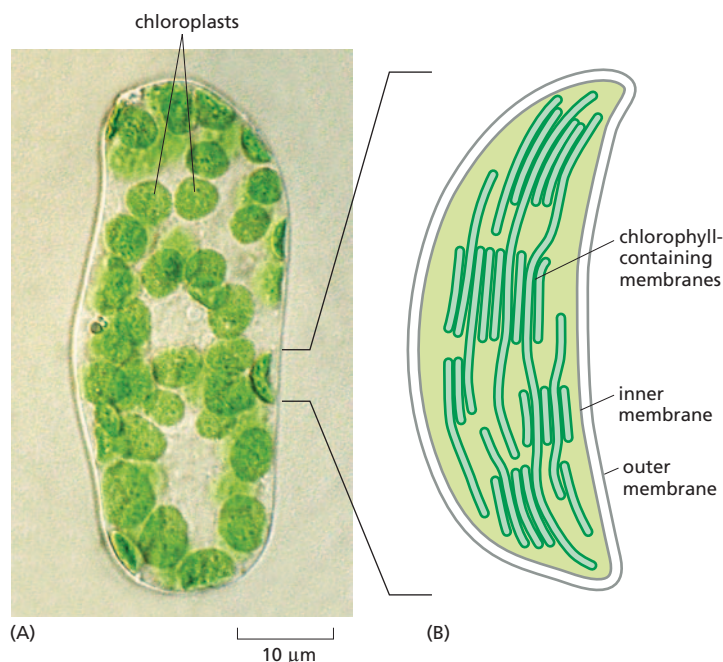 chloroplasts
chlorophyll-
containing
membranes
inner
membrane
outer
membrane
(A)
10 µm
(B)